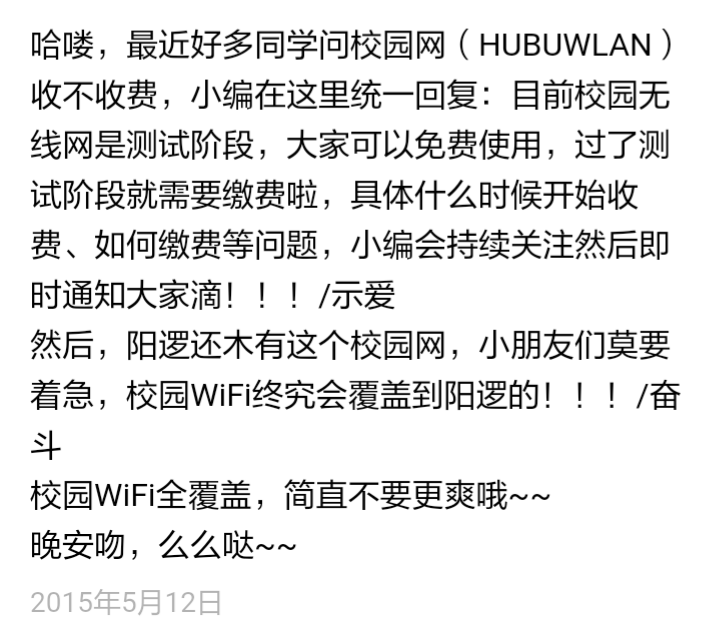 哈喽，最近好多同学问校园网（HUBUWLAN）
收不收费，小编在这里统一回复：目前校园无
线网是测试阶段，大家可以免费使用，过了测
试阶段就需要缴费啦，具体什么时候开始收
费、如何缴费等问题，小编会持续关注然后即
时通知大家滴！！！/示爱
然后，阳逻还木有这个校园网，小朋友们莫要
着急，校园WiFi终究会覆盖到阳逻的！！！/奋
斗
校园WiFi全覆盖，简直不要更爽哦~~
晚安吻，么么哒~~
2015年5月12日